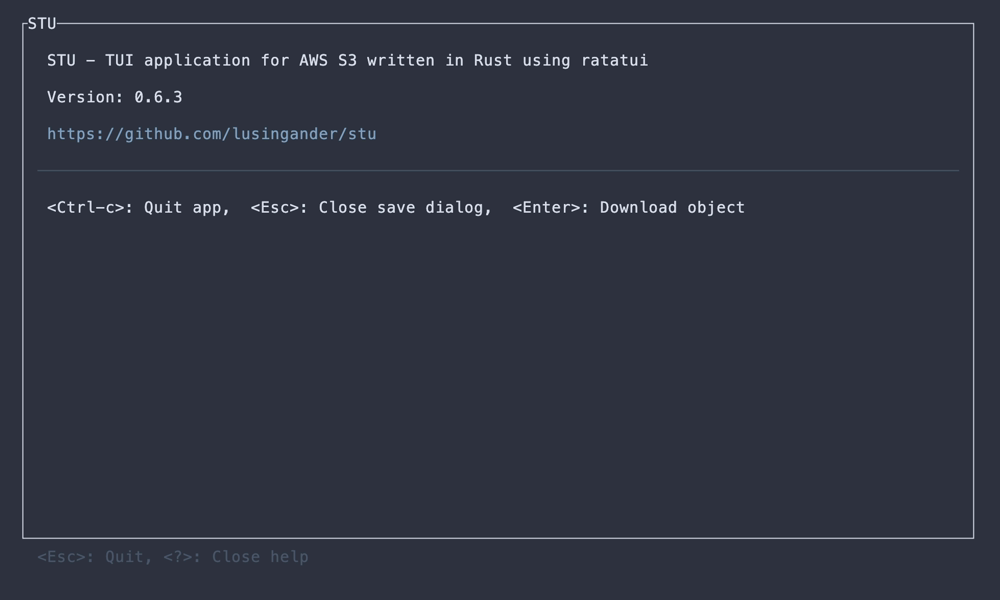 STU
STU - TUI application for AWS S3 written in Rust using ratatui
Version: 0.6.3
https://github.com/lusingander/stu
<Ctrl-c>: Quit app,  <Esc>: Close save dialog,  <Enter>: Download object
<Esc>: Quit, <?>: Close help